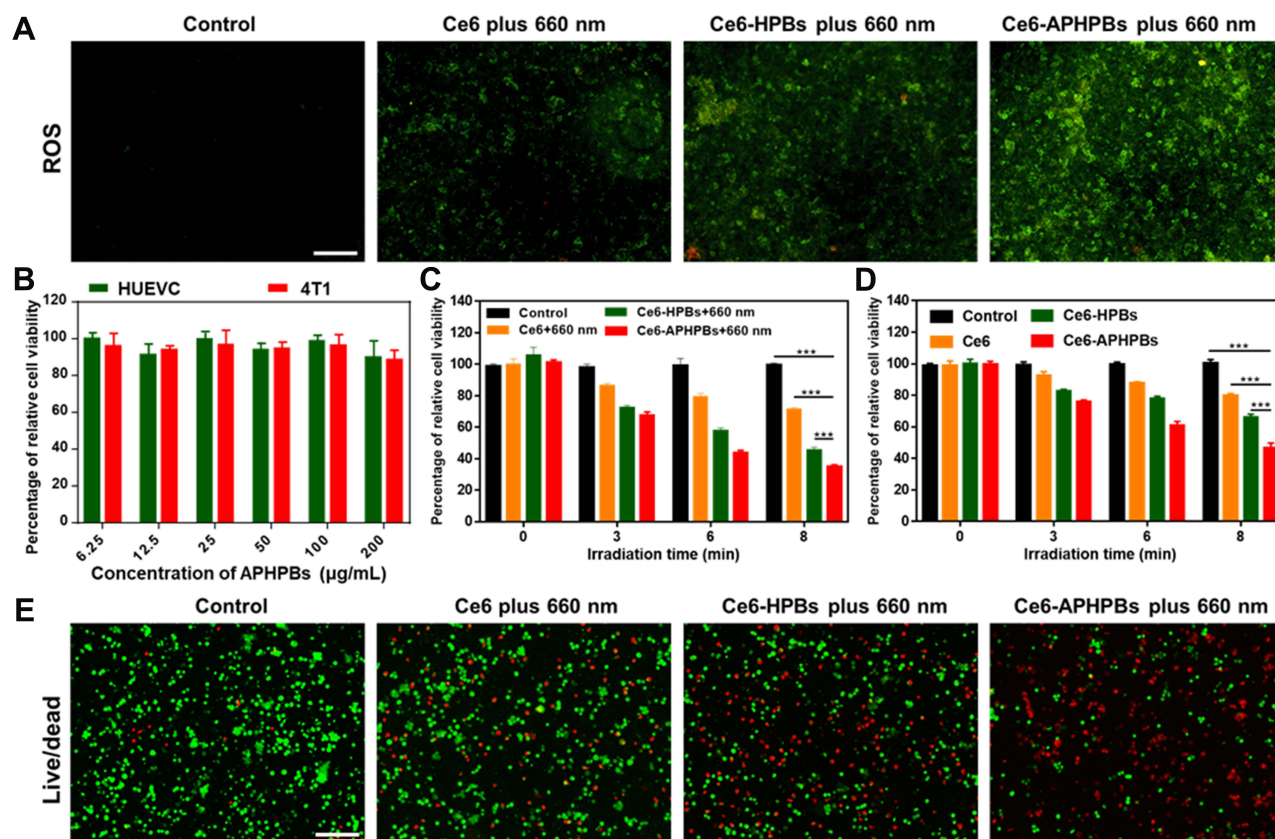 A
Control
Ce6 plus 660 nm
Ce6-HPBs plus 660 nm
Ce6-APHPBs plus 660 nm
ROS
B
HUEVC
4T1
Percentage of relative cell viability
120
100
80
60
40
20
0
6.25
12.5
25
50
100
200
Concentration of APHPBs (μg/mL)
C
Control
Ce6-HPBs+660 nm
Ce6+660 nm
Ce6-APHPBs+660 nm
Percentage of relative cell viability
140
120
100
80
60
40
20
0
***
***
***
0
3
6
8
Irradiation time (min)
D
Control
Ce6-HPBs
Ce6
Ce6-APHPBs
Percentage of relative cell viability
140
120
100
80
60
40
20
0
***
***
***
0
3
6
8
Irradiation time (min)
E
Control
Ce6 plus 660 nm
Ce6-HPBs plus 660 nm
Ce6-APHPBs plus 660 nm
Live/dead